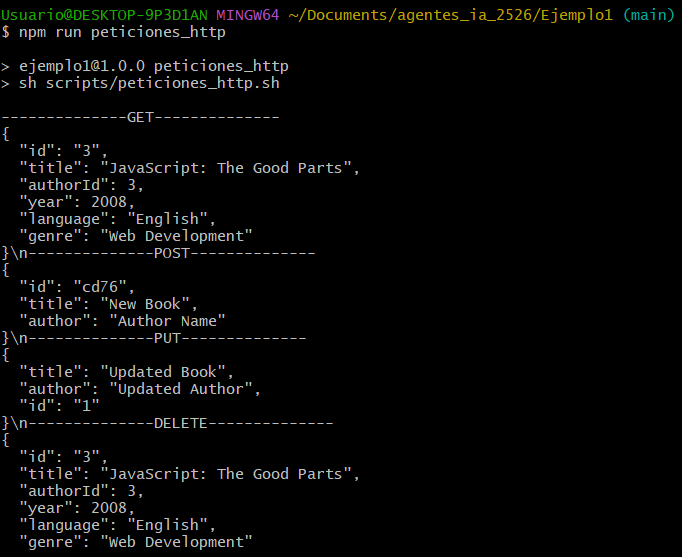 Usuario@DESKTOP-9P3D1AN MINGW64 ~/Documents/agentes_ia_2526/Ejemplo1 (main)
$ npm run peticiones_http

> ejemplo1@1.0.0 peticiones_http
> sh scripts/peticiones_http.sh

--------------GET--------------
{
  "id": "3",
  "title": "JavaScript: The Good Parts",
  "authorId": 3,
  "year": 2008,
  "language": "English",
  "genre": "Web Development"
}\n--------------POST--------------
{
  "id": "cd76",
  "title": "New Book",
  "author": "Author Name"
}\n--------------PUT--------------
{
  "title": "Updated Book",
  "author": "Updated Author",
  "id": "1"
}\n--------------DELETE--------------
{
  "id": "3",
  "title": "JavaScript: The Good Parts",
  "authorId": 3,
  "year": 2008,
  "language": "English",
  "genre": "Web Development"